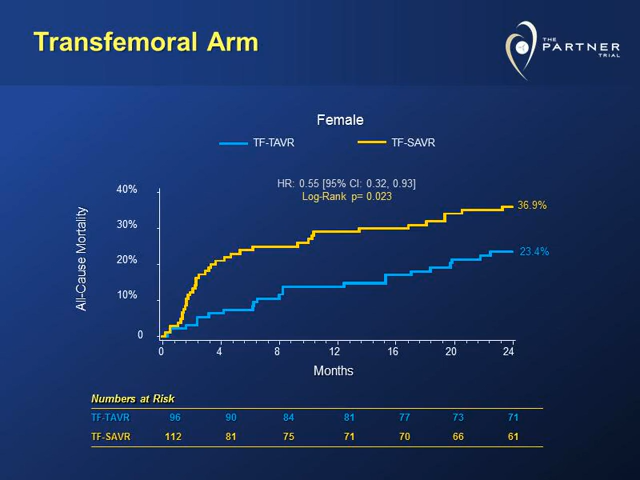 Transfemoral Arm
THE
PARTNER
TRIAL
Female
TF-TAVR TF-SAVR
HR: 0.55 [95% CI: 0.32, 0.93]
Log-Rank p= 0.023
All-Cause Mortality
40%
30%
20%
10%
0
36.9%
23.4%
0 4 8 12 16 20 24
Months
Numbers at Risk
TF-TAVR 96 90 84 81 77 73 71
TF-SAVR 112 81 75 71 70 66 61